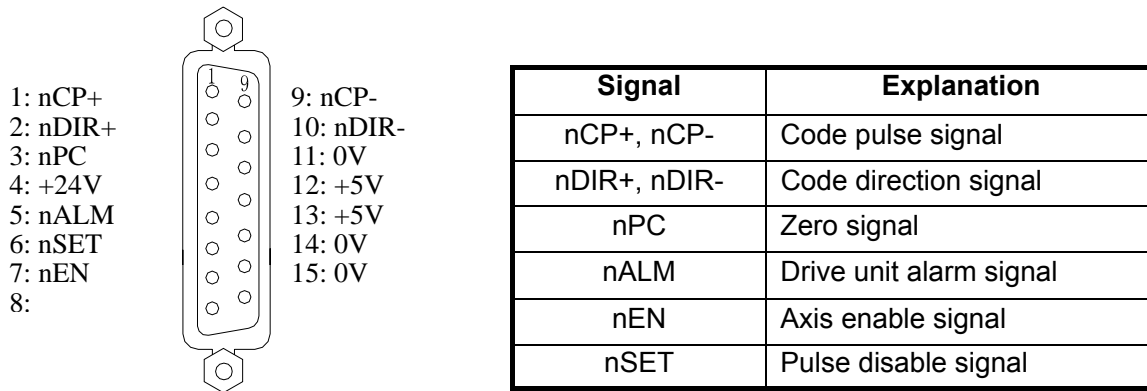 1: nCP+
2: nDIR+
3: nPC
4: +24V
5: nALM
6: nSET
7: nEN
8:
1
9
9: nCP-
10: nDIR-
11: 0V
12: +5V
13: +5V
14: 0V
15: 0V
Signal Explanation
nCP+, nCP- Code pulse signal
nDIR+, nDIR- Code direction signal
nPC Zero signal
nALM Drive unit alarm signal
nEN Axis enable signal
nSET Pulse disable signal